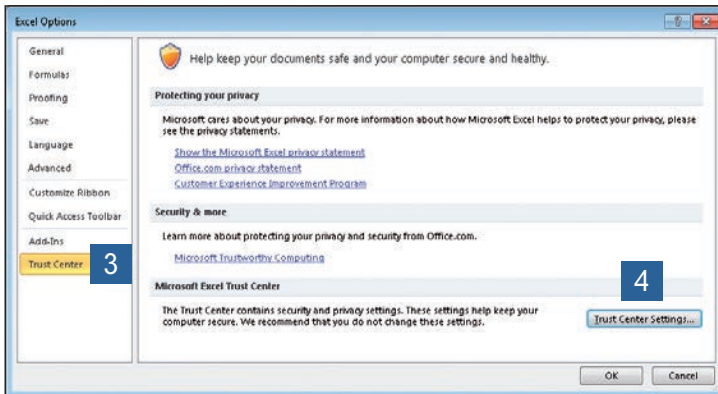 Excel Options
General
Formulas
Proofing
Save
Language
Advanced
Customize Ribbon
Quick Access Toolbar
Add-Ins
Trust Center
3
Help keep your documents safe and your computer secure and healthy.
Protecting your privacy
Microsoft cares about your privacy. For more information about how Microsoft Excel helps to protect your privacy, please
see the privacy statements.
Show the Microsoft Excel privacy statement
Office.com privacy statement
Customer Experience Improvement Program
Security & more
Learn more about protecting your privacy and security from Office.com.
Microsoft Trustworthy Computing
Microsoft Excel Trust Center
4
The Trust Center contains security and privacy settings. These settings help keep your
computer secure. We recommend that you do not change these settings.
Trust Center Settings...
OK
Cancel